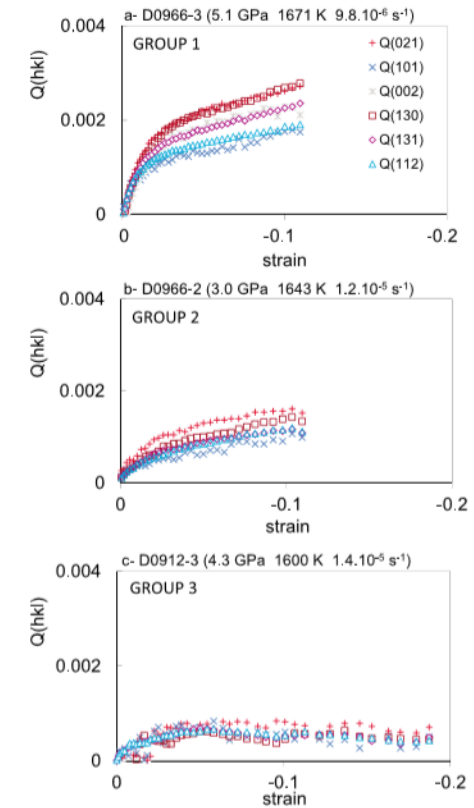 a- D0966-3 (5.1 GPa 1671 K 9.8.10-6 s-1)
0.004
GROUP 1
Q(hkl)
0.002
0
Q(021)
Q(101)
Q(002)
Q(130)
Q(131)
Q(112)
0 -0.1 -0.2
strain
b- D0966-2 (3.0 GPa 1643 K 1.2.10-5 s-1)
0.004
GROUP 2
Q(hkl)
0.002
0
0 -0.1 -0.2
strain
c- D0912-3 (4.3 GPa 1600 K 1.4.10-5 s-1)
0.004
GROUP 3
Q(hkl)
0.002
0
0 -0.1 -0.2
strain